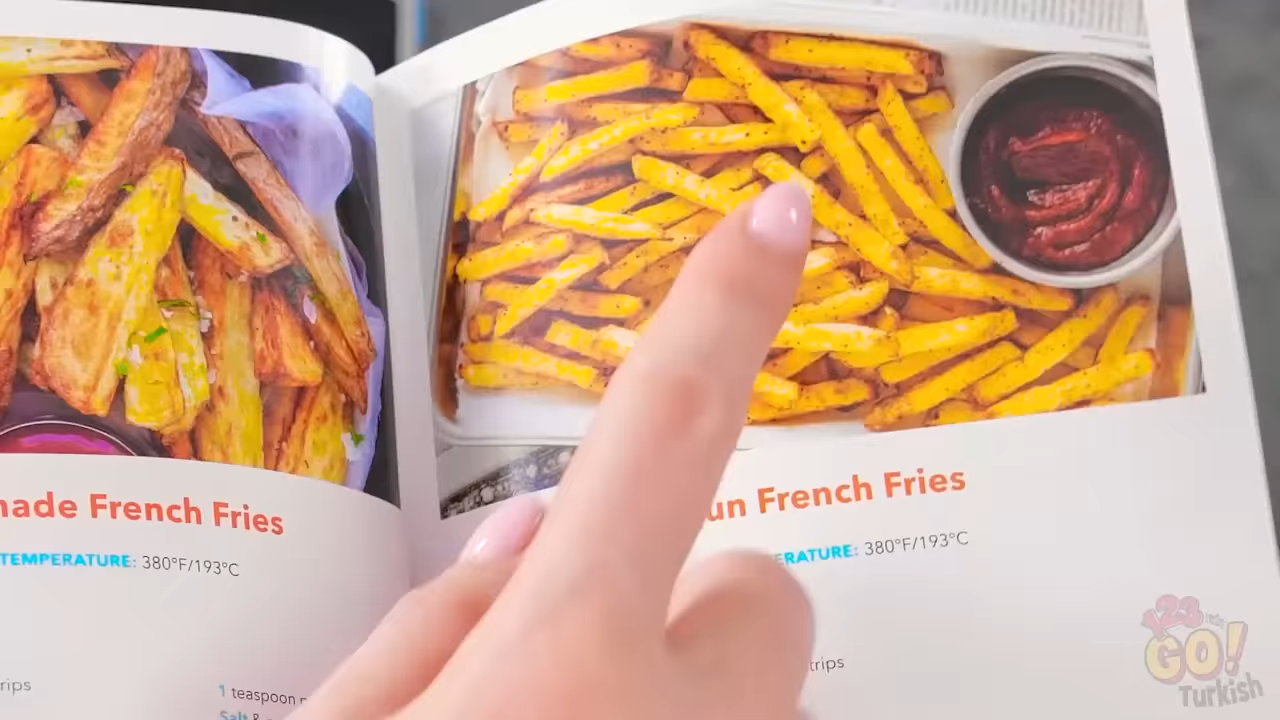 made French Fries
TEMPERATURE: 380°F/193°C
rips
1 teaspoon
Salt &
un French Fries
ERATURE: 380°F/193°C
trips
123
GO!
Turkish